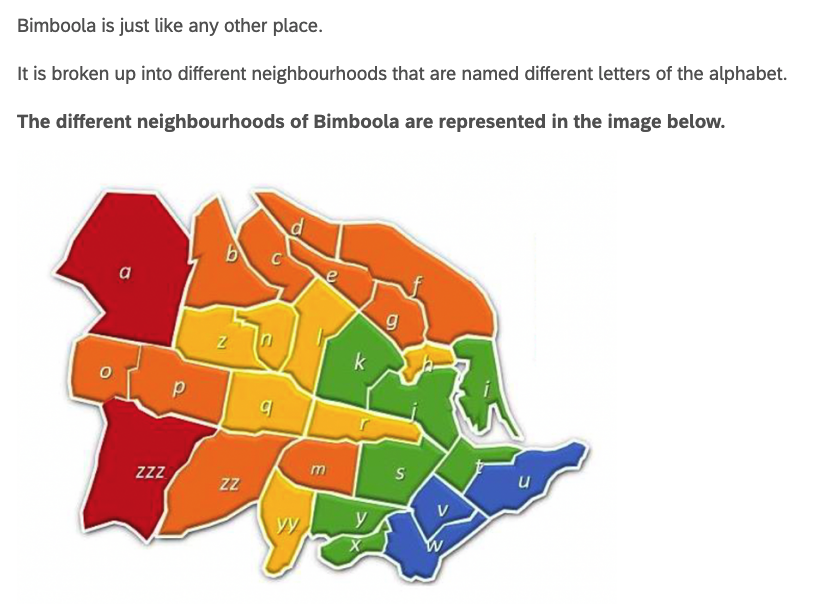 Bimboola is just like any other place.
It is broken up into different neighbourhoods that are named different letters of the alphabet.
The different neighbourhoods of Bimboola are represented in the image below.
d
b
c
a
e
f
g
z
n
l
k
h
o
p
i
q
j
r
zzz
zz
m
s
t
u
yy
y
v
x
w